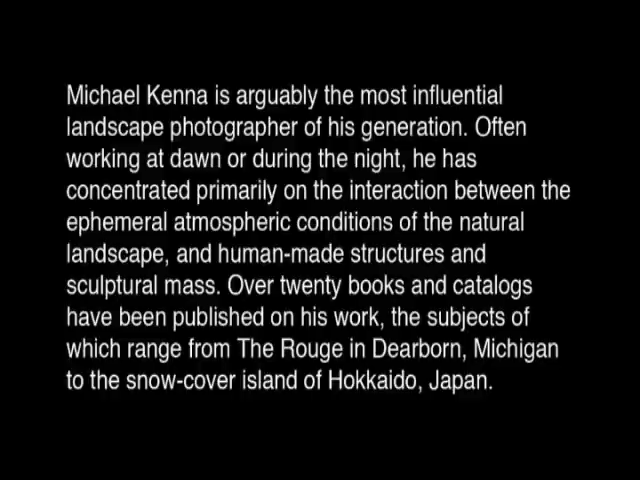 Michael Kenna is arguably the most influential
landscape photographer of his generation. Often
working at dawn or during the night, he has
concentrated primarily on the interaction between the
ephemeral atmospheric conditions of the natural
landscape, and human-made structures and
sculptural mass. Over twenty books and catalogs
have been published on his work, the subjects of
which range from The Rouge in Dearborn, Michigan
to the snow-cover island of Hokkaido, Japan.